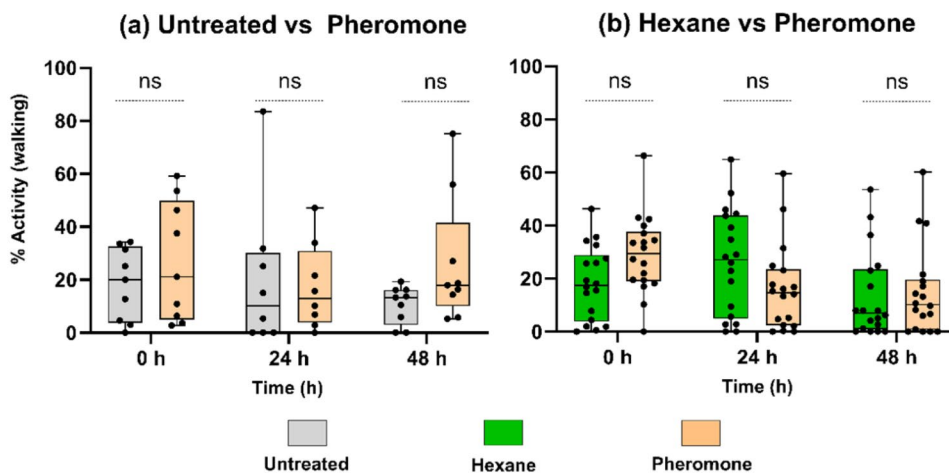 (a) Untreated vs Pheromone
% Activity (walking)
100
80
60
40
20
0
ns
ns
ns
0 h
24 h
48 h
Time (h)
(b) Hexane vs Pheromone
100
80
60
40
20
0
ns
ns
ns
0 h
24 h
48 h
Time (h)
Untreated
Hexane
Pheromone